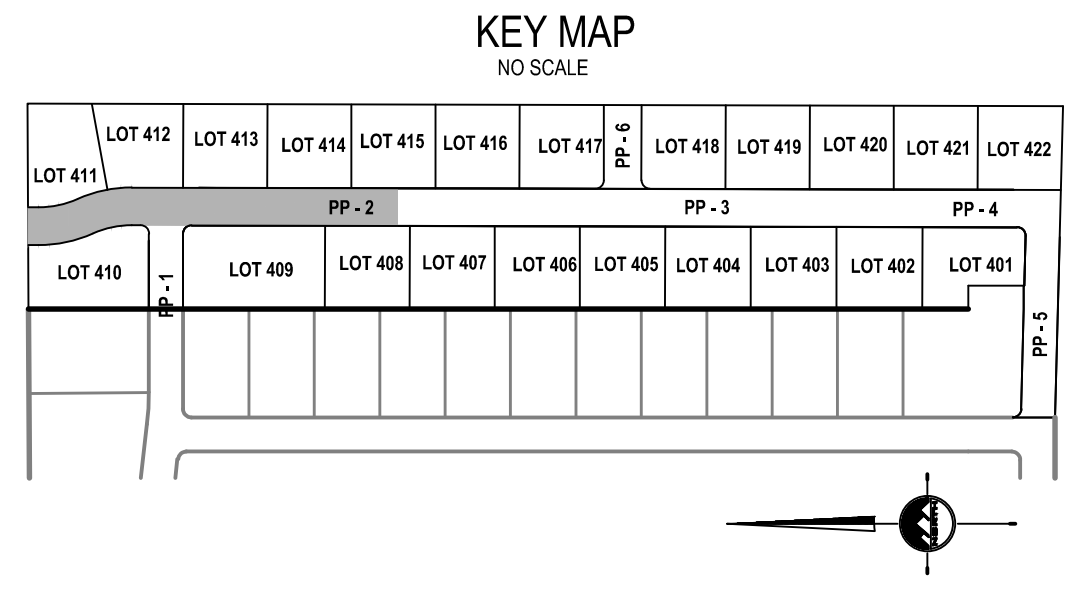 KEY MAP
NO SCALE
LOT 411
LOT 412
LOT 413
LOT 414
LOT 415
LOT 416
LOT 417
PP - 6
LOT 418
LOT 419
LOT 420
LOT 421
LOT 422
PP - 2
PP - 3
PP - 4
LOT 410
PP - 1
LOT 409
LOT 408
LOT 407
LOT 406
LOT 405
LOT 404
LOT 403
LOT 402
LOT 401
PP - 5
NORTH